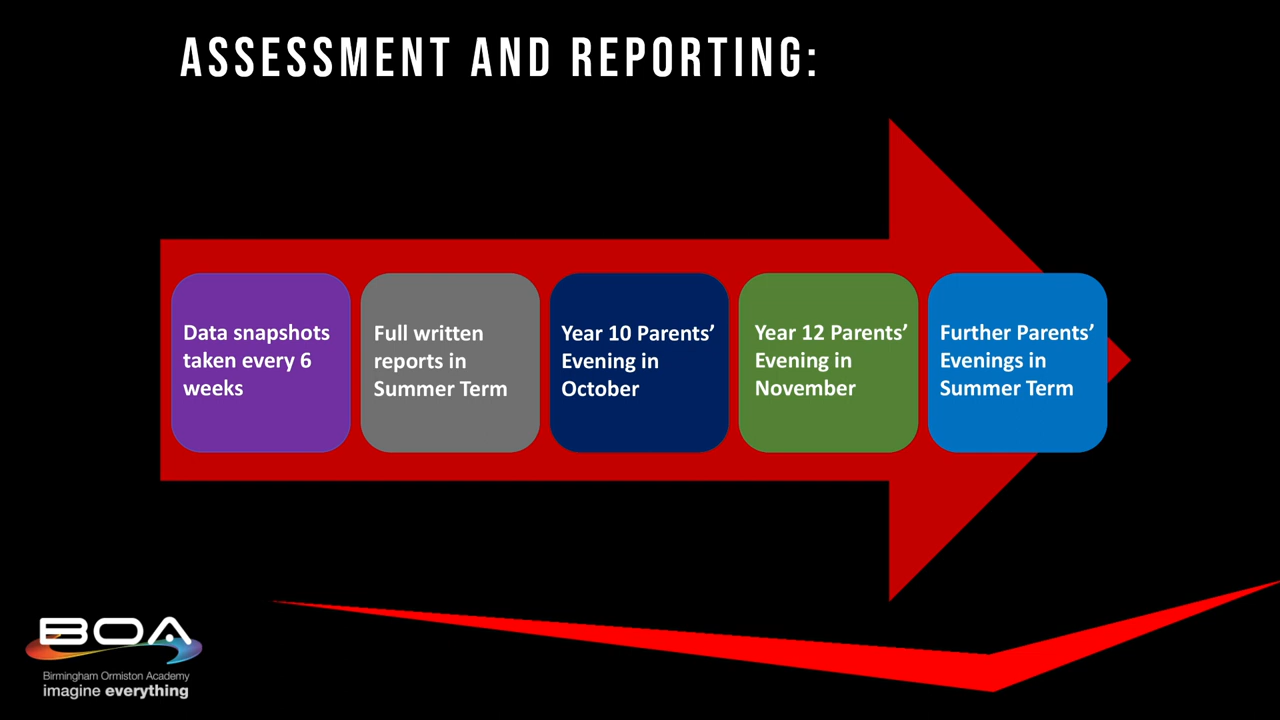 ASSESSMENT AND REPORTING:
Data snapshots
taken every 6
weeks
Full written
reports in
Summer Term
Year 10 Parents’
Evening in
October
Year 12 Parents’
Evening in
November
Further Parents’
Evenings in
Summer Term
BOA
Birmingham Ormiston Academy
imagine everything